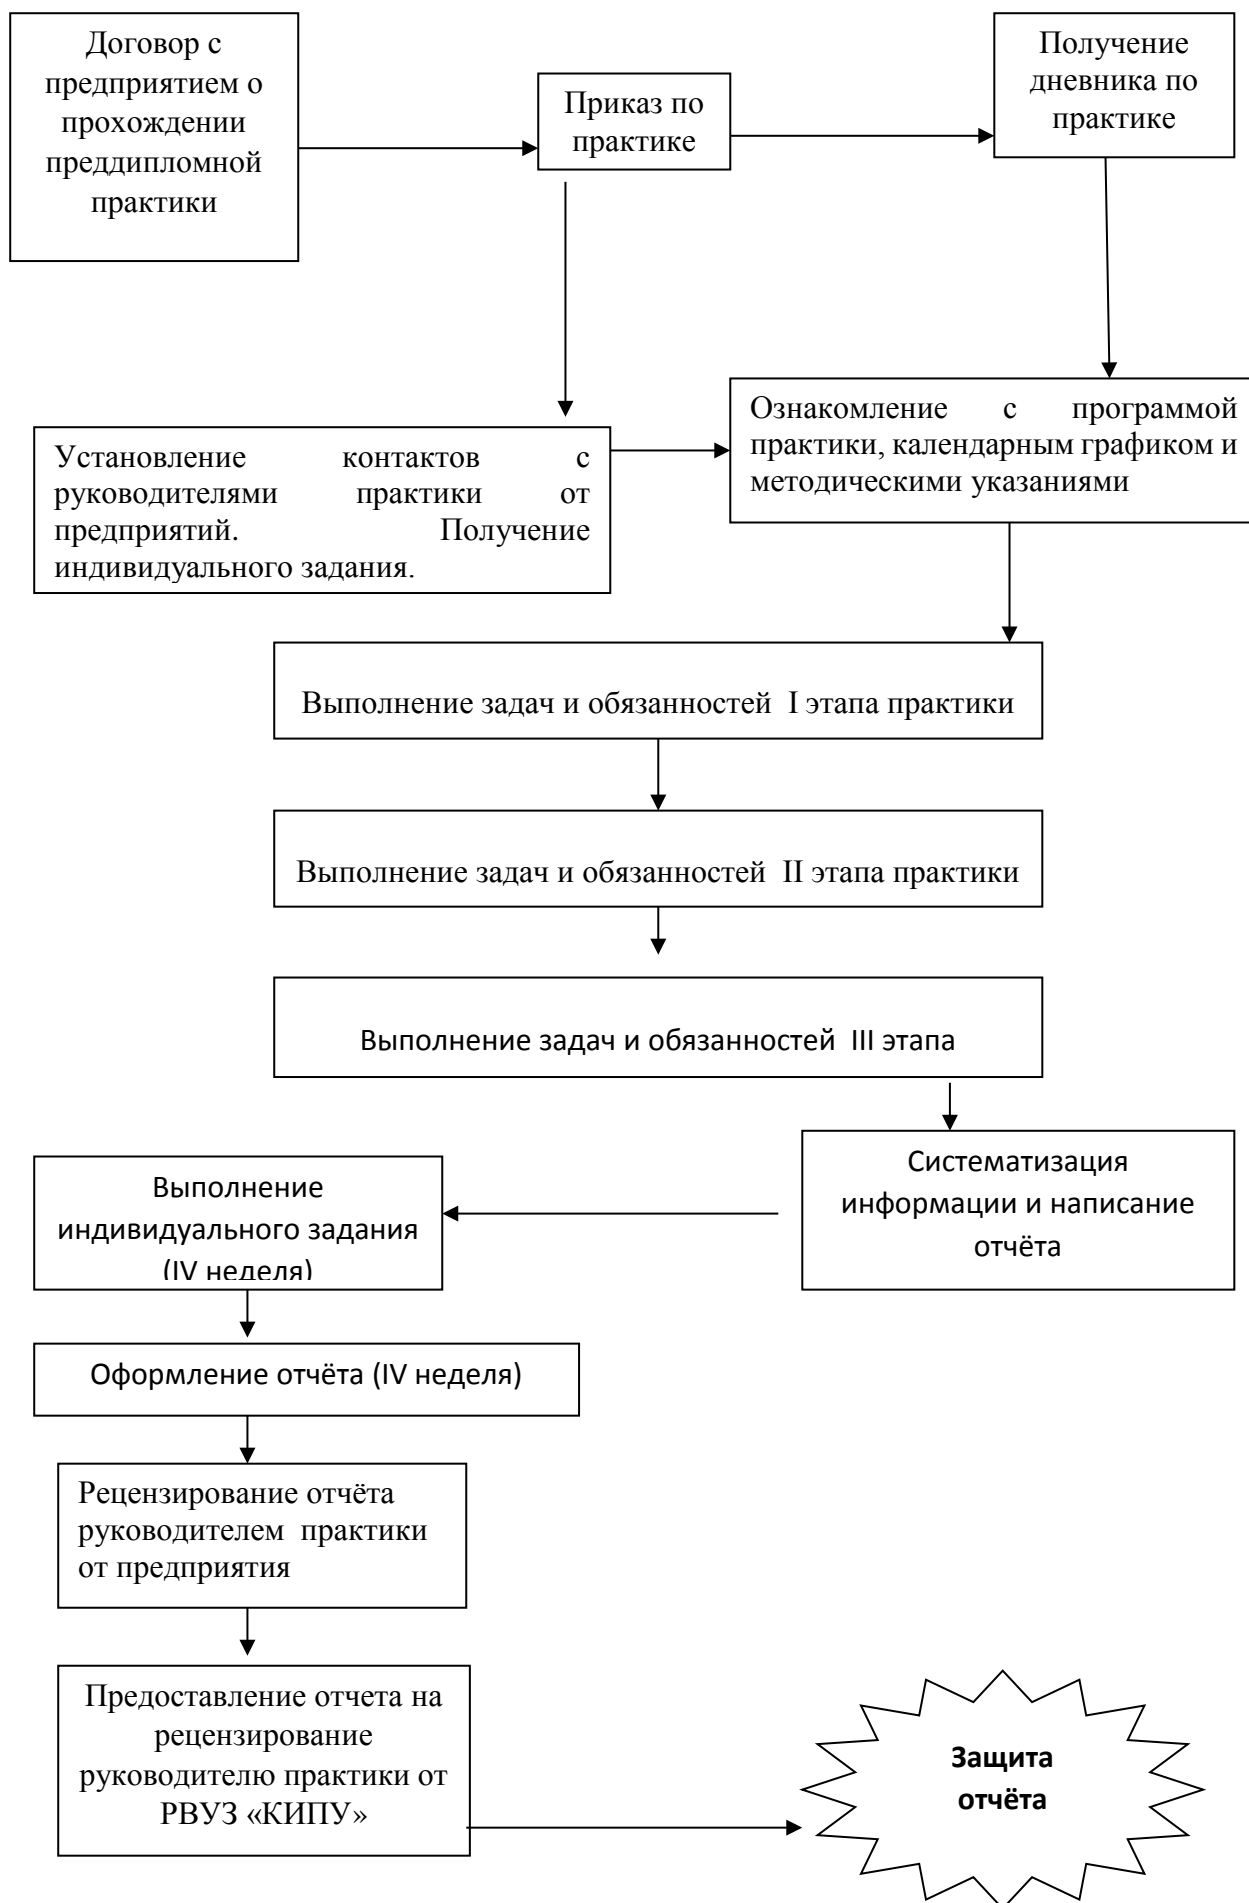 Договор с
предприятием о
прохождении
преддипломной
практики
Приказ по
практике
Получение
дневника по
практике
Установление контактов с
руководителями практики от
предприятий. Получение
индивидуального задания.
Ознакомление с программой
практики, календарным графиком и
методическими указаниями
Выполнение задач и обязанностей I этапа практики
Выполнение задач и обязанностей II этапа практики
Выполнение задач и обязанностей III этапа
Систематизация
информации и написание
отчёта
Выполнение
индивидуального задания
(IV неделя)
Оформление отчёта (IV неделя)
Рецензирование отчёта
руководителем практики
от предприятия
Предоставление отчета на
рецензирование
руководителю практики от
РВУЗ «КИПУ»
Защита
отчёта